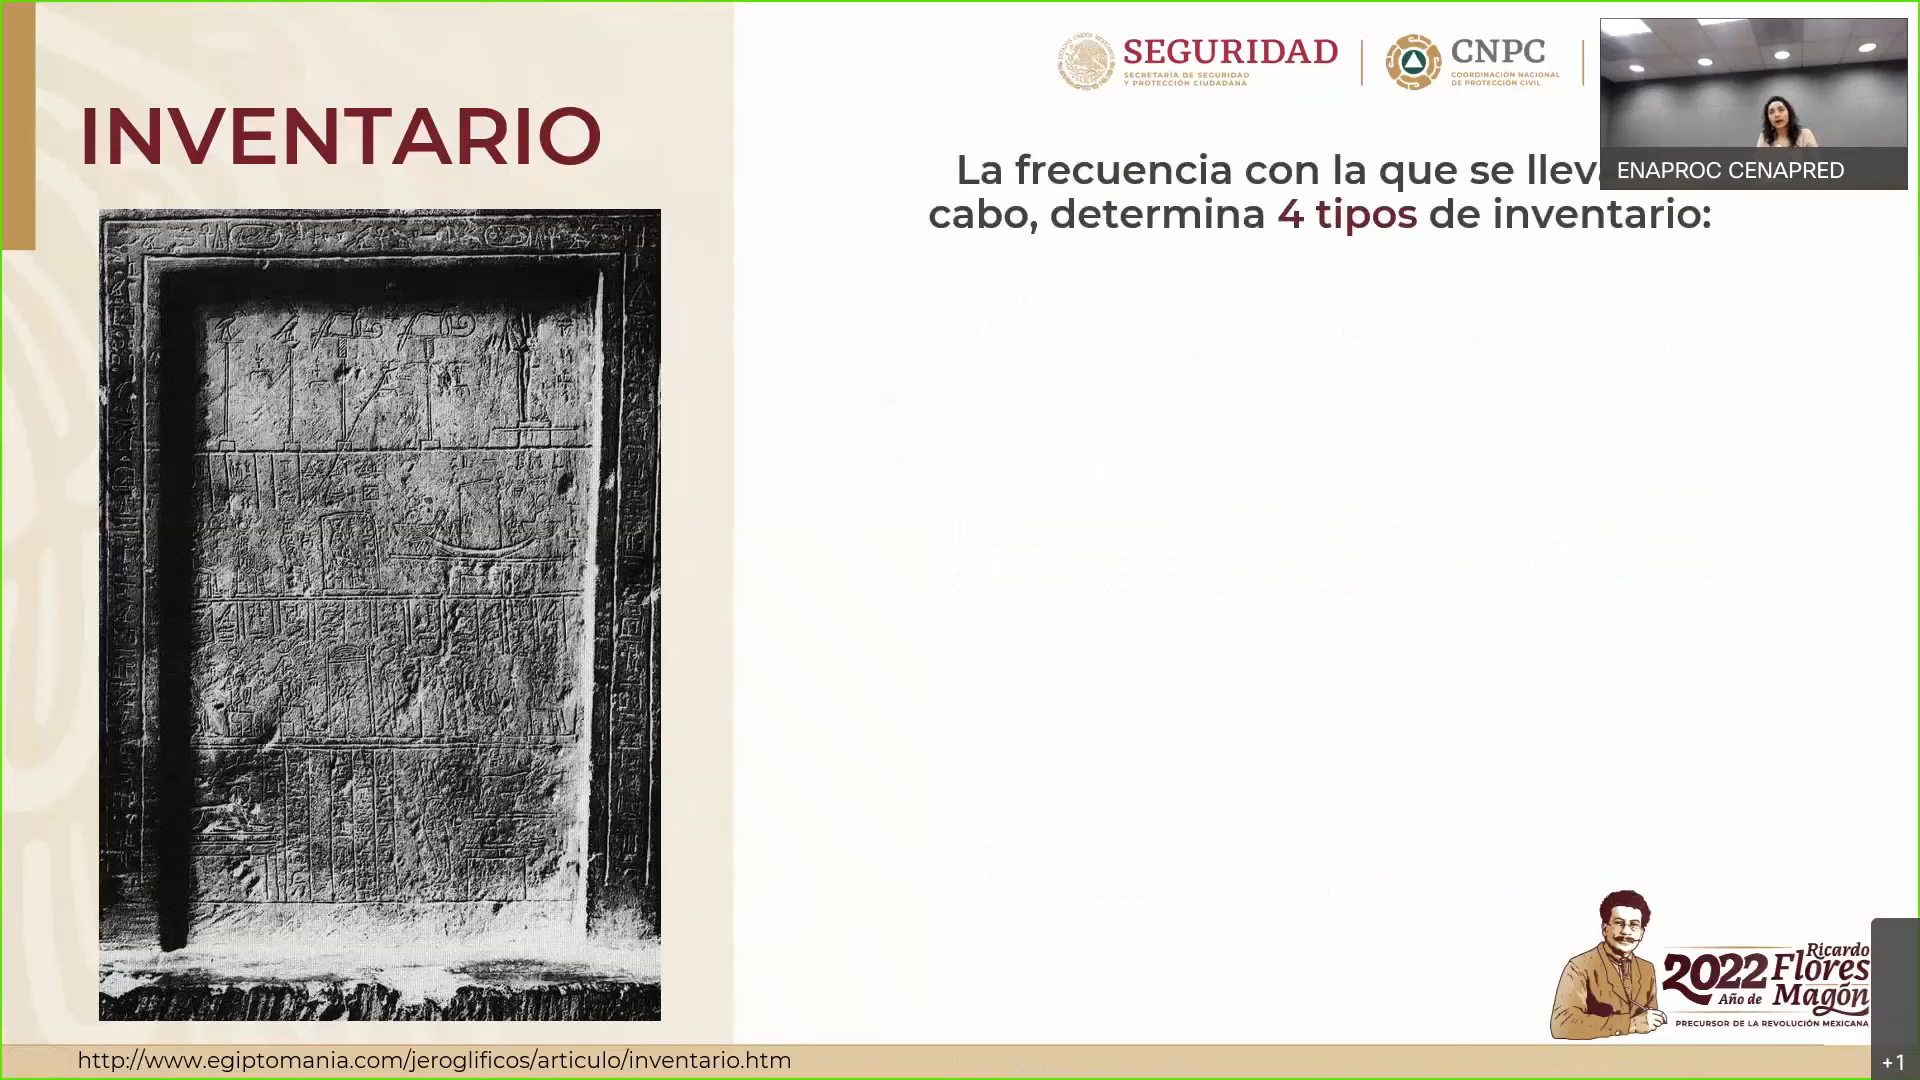 INVENTARIO
SEGURIDAD
SECRETARÍA DE SEGURIDAD
Y PROTECCIÓN CIUDADANA
CNPC
COORDINACIÓN NACIONAL
DE PROTECCIÓN CIVIL
ENAPROC CENAPRED
La frecuencia con la que se llev
cabo, determina 4 tipos de inventario:
2022 Ricardo
Flores
Año de Magón
PRECURSOR DE LA REVOLUCIÓN MEXICANA
http://www.egiptomania.com/jeroglificos/articulo/inventario.htm
+1